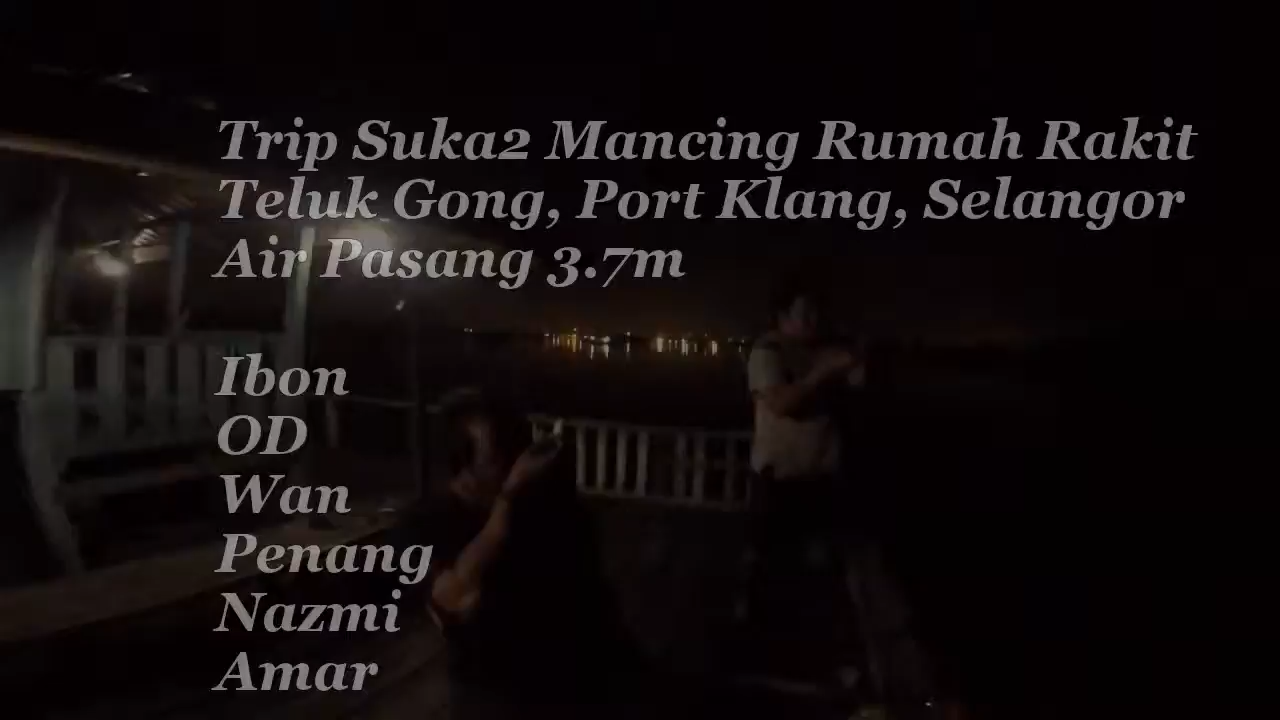 Trip Suka2 Mancing Rumah Rakit
Teluk Gong, Port Klang, Selangor
Air Pasang 3.7m
Ibon
OD
Wan
Penang
Nazmi
Amar